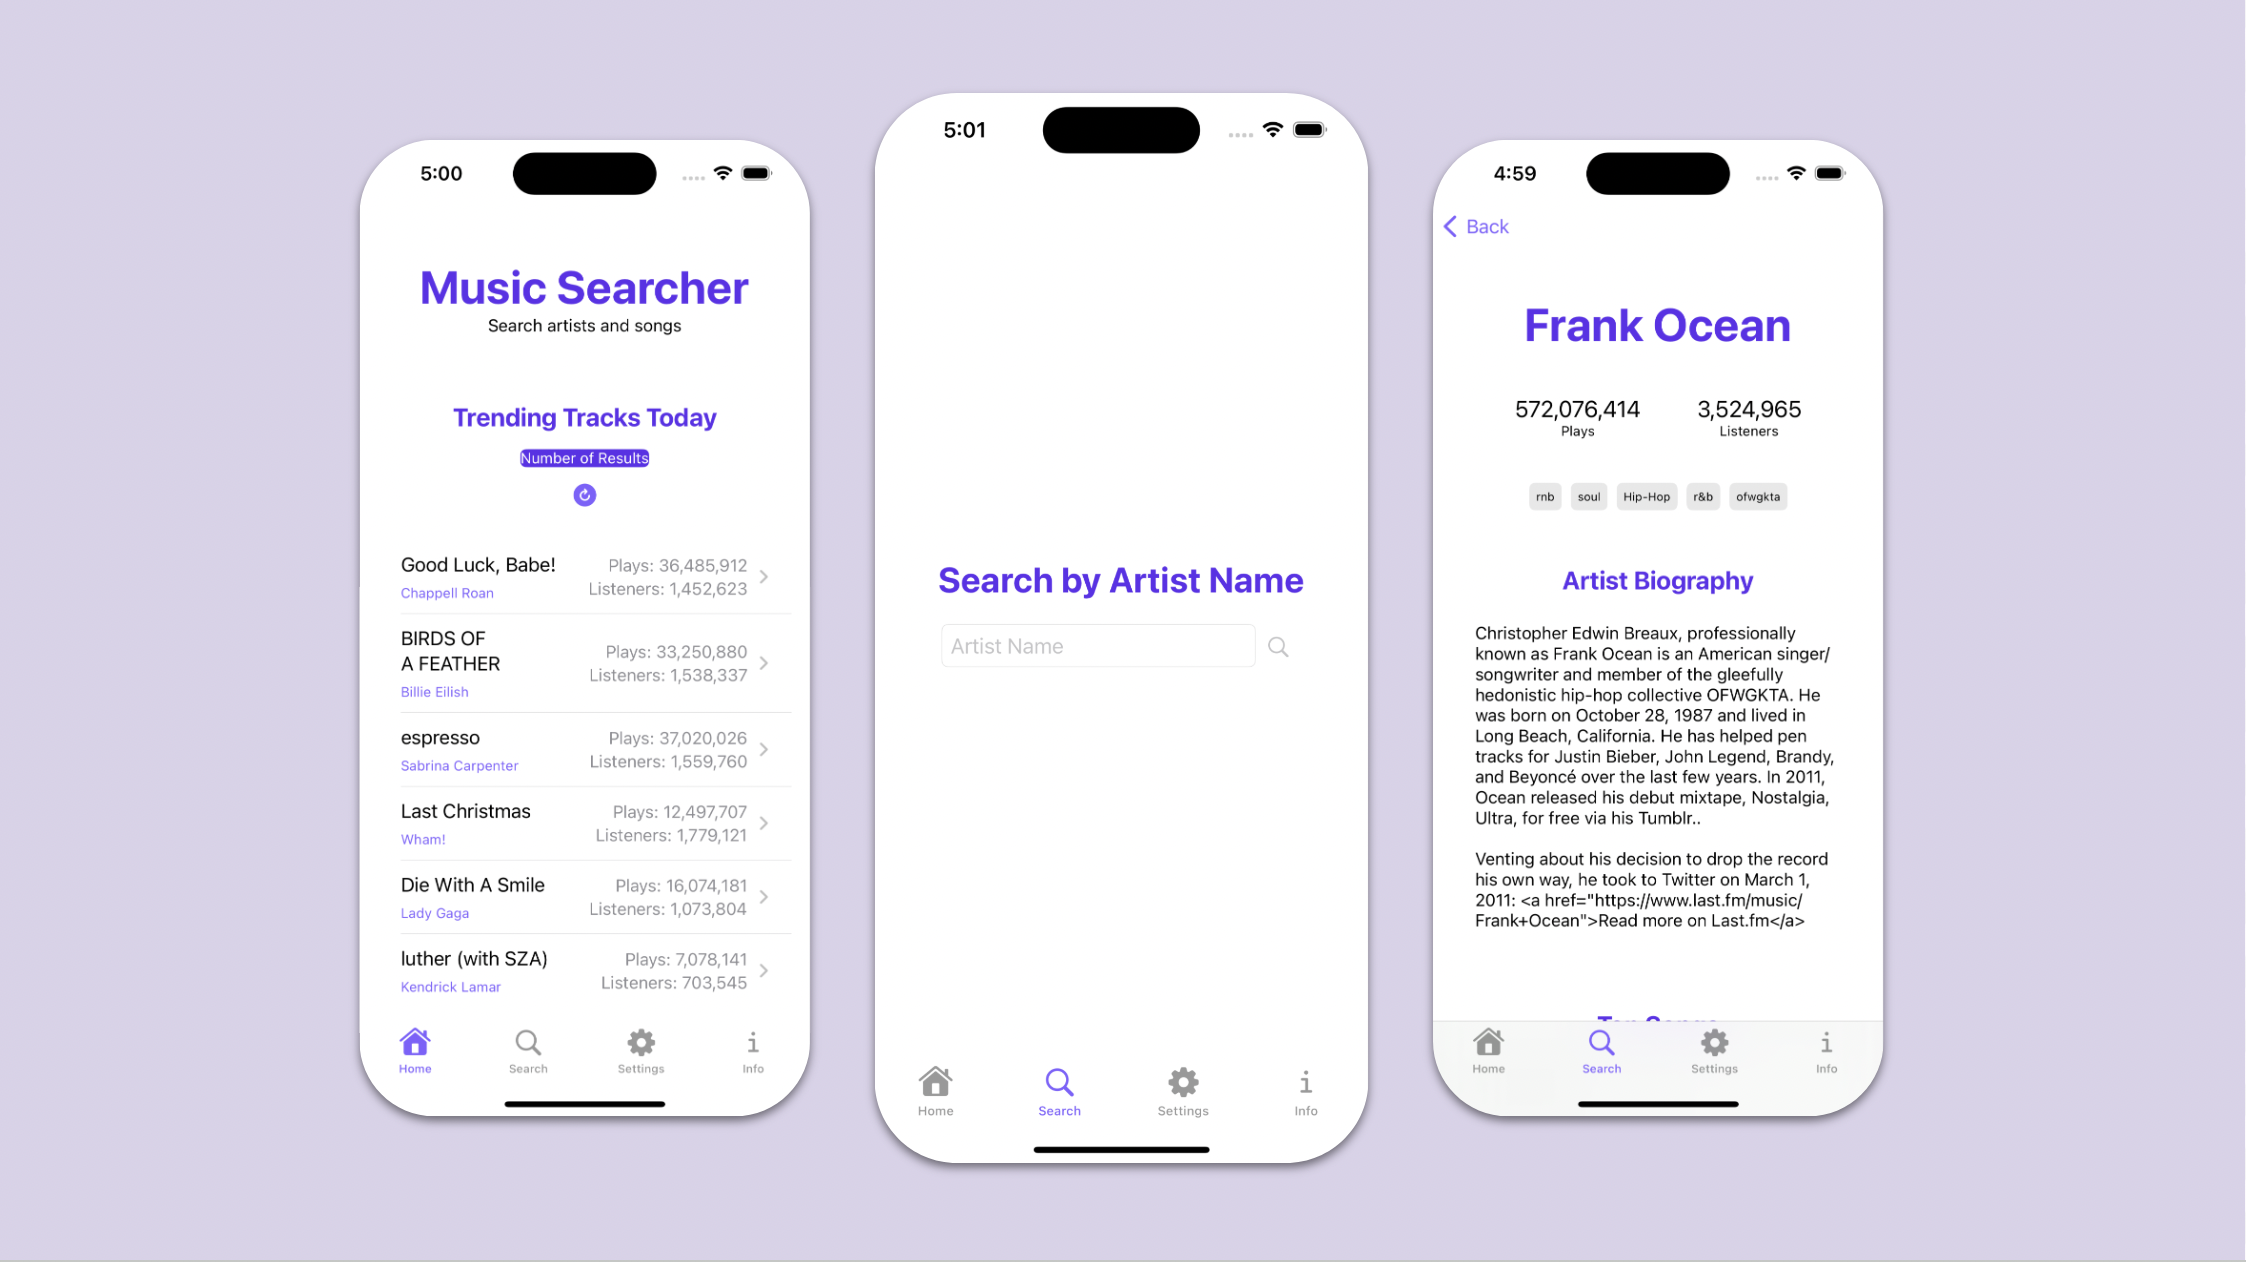 5:00
Music Searcher
Search artists and songs
Trending Tracks Today
Number of Results
Good Luck, Babe!
Chappell Roan
Plays: 36,485,912
Listeners: 1,452,623
BIRDS OF
A FEATHER
Billie Eilish
Plays: 33,250,880
Listeners: 1,538,337
espresso
Sabrina Carpenter
Plays: 37,020,026
Listeners: 1,559,760
Last Christmas
Wham!
Plays: 12,497,707
Listeners: 1,779,121
Die With A Smile
Lady Gaga
Plays: 16,074,181
Listeners: 1,073,804
luther (with SZA)
Kendrick Lamar
Plays: 7,078,141
Listeners: 703,545
Home Search Settings Info
5:01
Search by Artist Name
Artist Name
Home Search Settings Info
4:59
Back
Frank Ocean
572,076,414 3,524,965
Plays Listeners
rnb soul Hip-Hop r&b ofwgkta
Artist Biography
Christopher Edwin Breaux, professionally
known as Frank Ocean is an American singer/
songwriter and member of the gleefully
hedonistic hip-hop collective OFWGKTA. He
was born on October 28, 1987 and lived in
Long Beach, California. He has helped pen
tracks for Justin Bieber, John Legend, Brandy,
and Beyoncé over the last few years. In 2011,
Ocean released his debut mixtape, Nostalgia,
Ultra, for free via his Tumblr..
Venting about his decision to drop the record
his own way, he took to Twitter on March 1,
2011: <a href="https://www.last.fm/music/
Frank+Ocean">Read more on Last.fm</a>
Home Search Settings Info